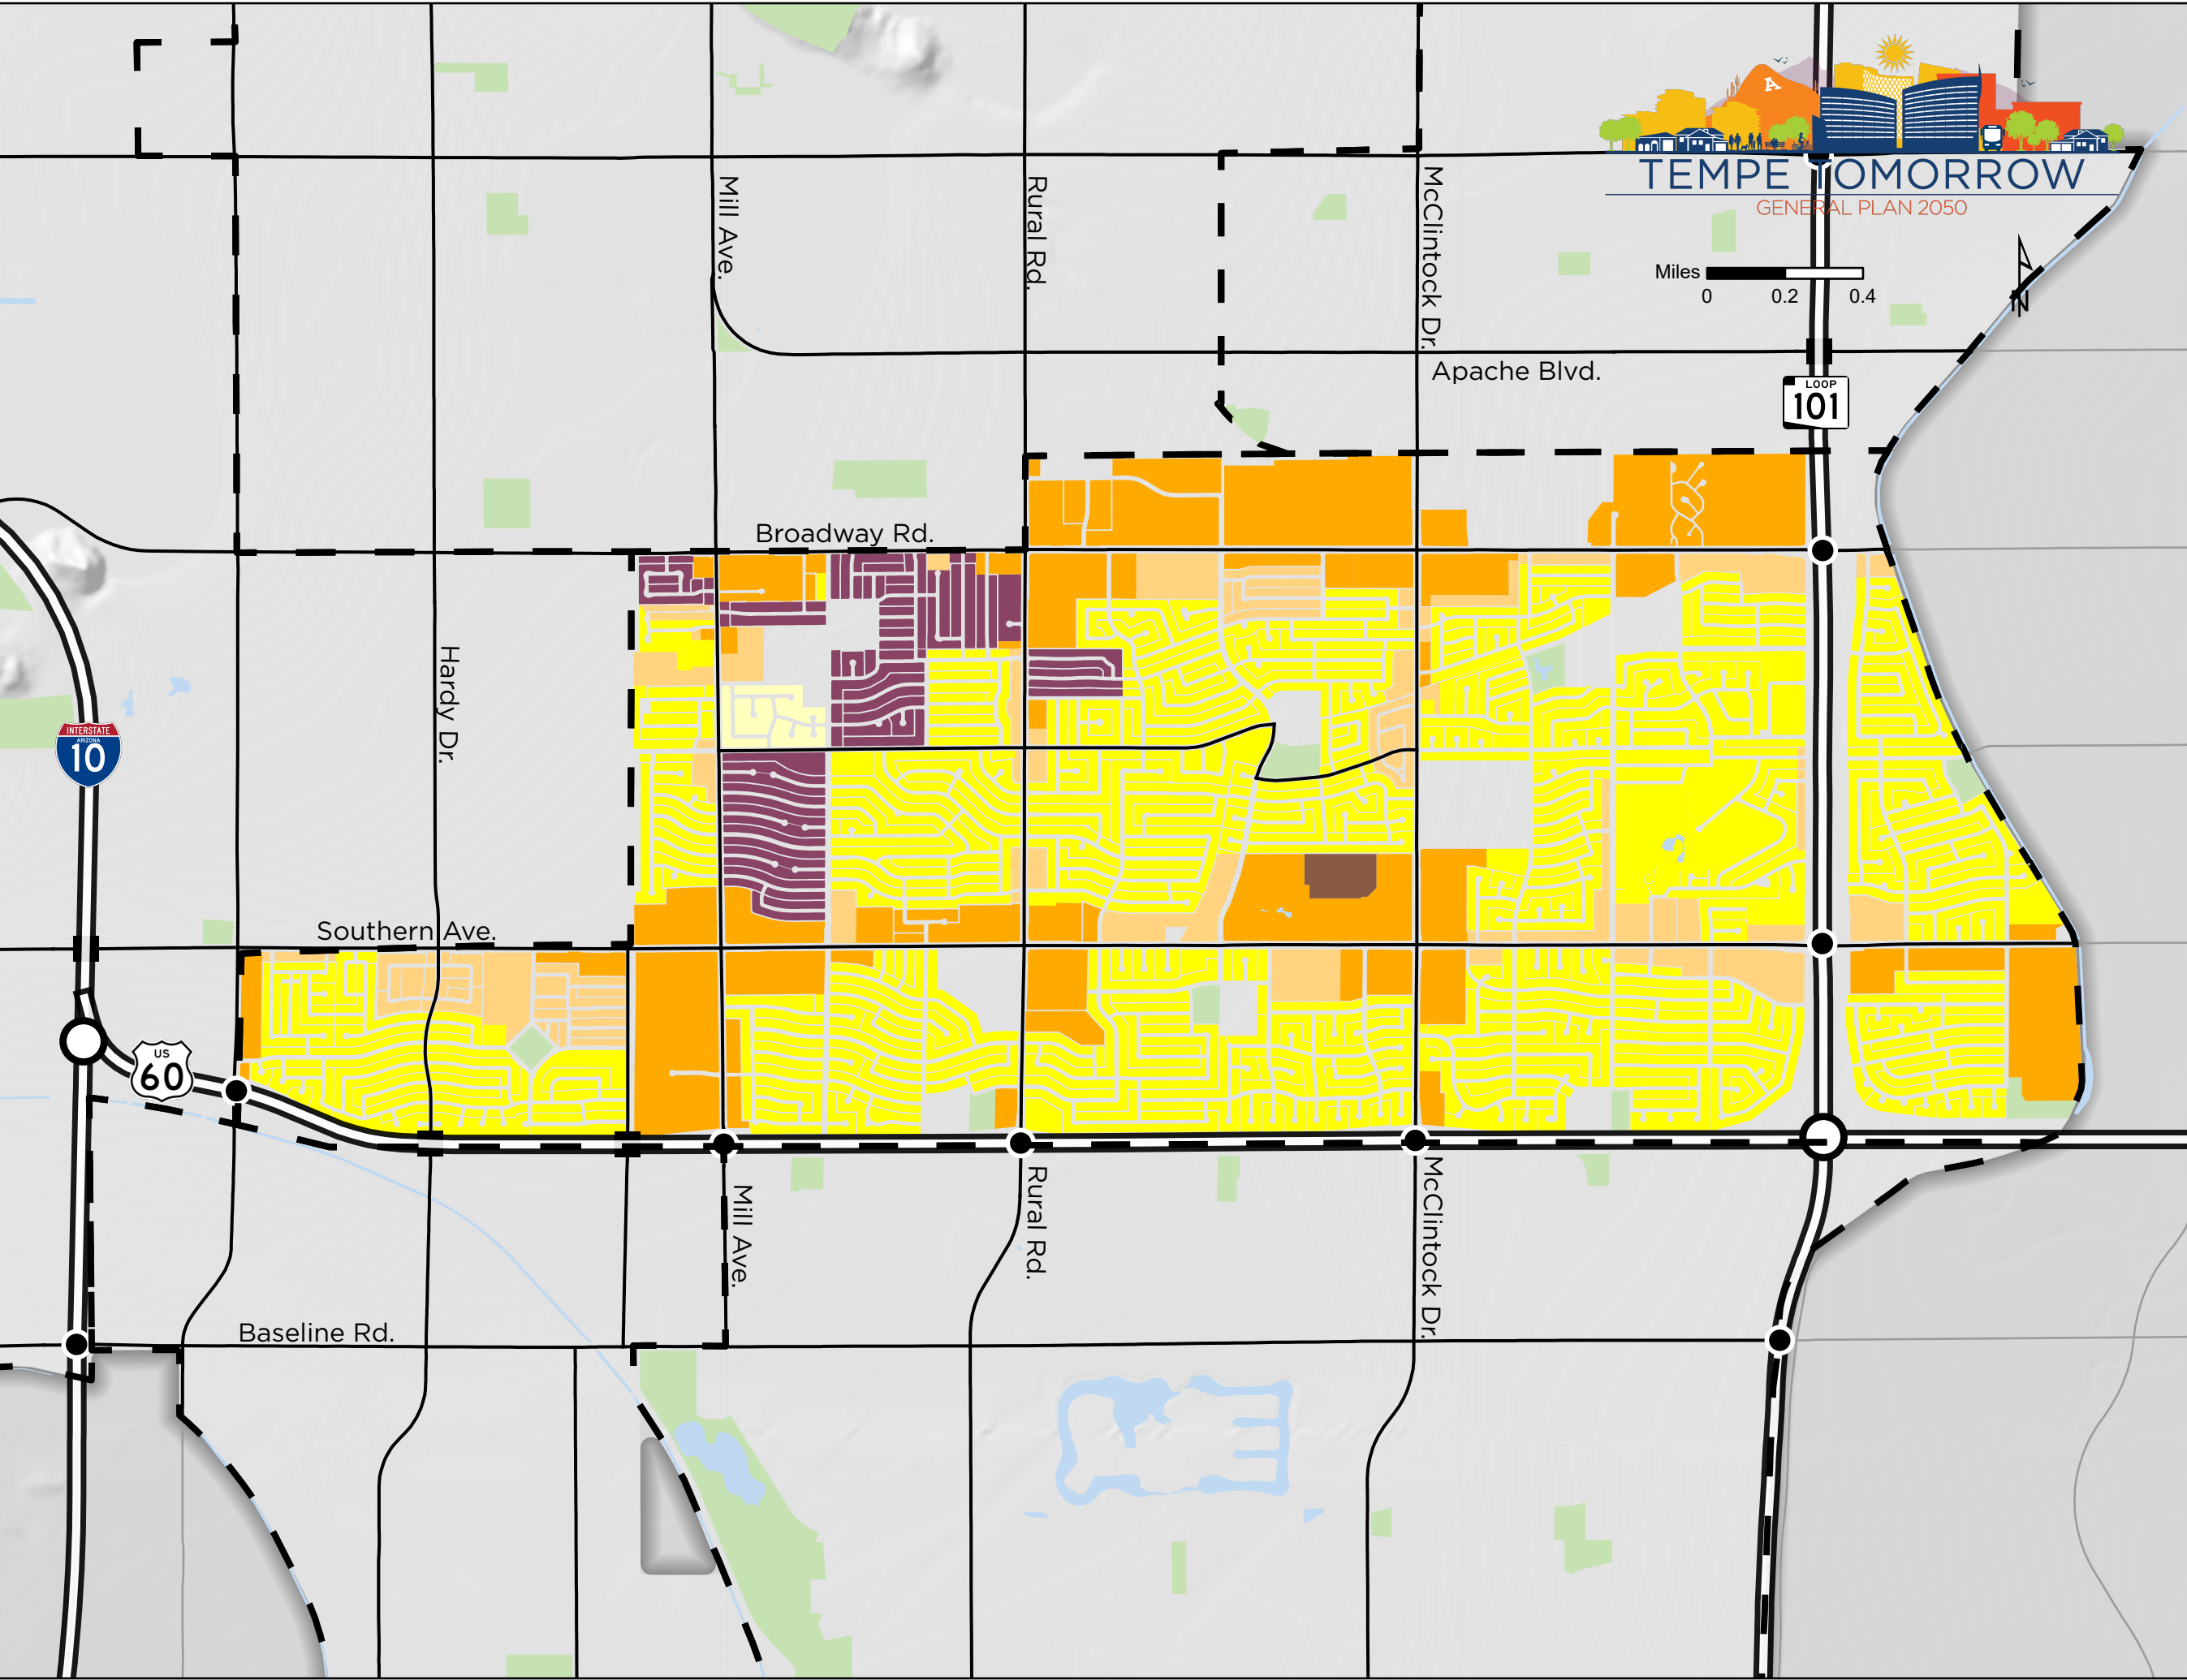 A
TEMPE TOMORROW
GENERAL PLAN 2050
Mill Ave.
Rural Rd.
McClintock Dr.
Miles
0 0.2 0.4
N
Apache Blvd.
LOOP
101
Broadway Rd.
Hardy Dr.
INTERSTATE
ARIZONA
10
Southern Ave.
US
60
Mill Ave.
Rural Rd.
McClintock Dr.
Baseline Rd.